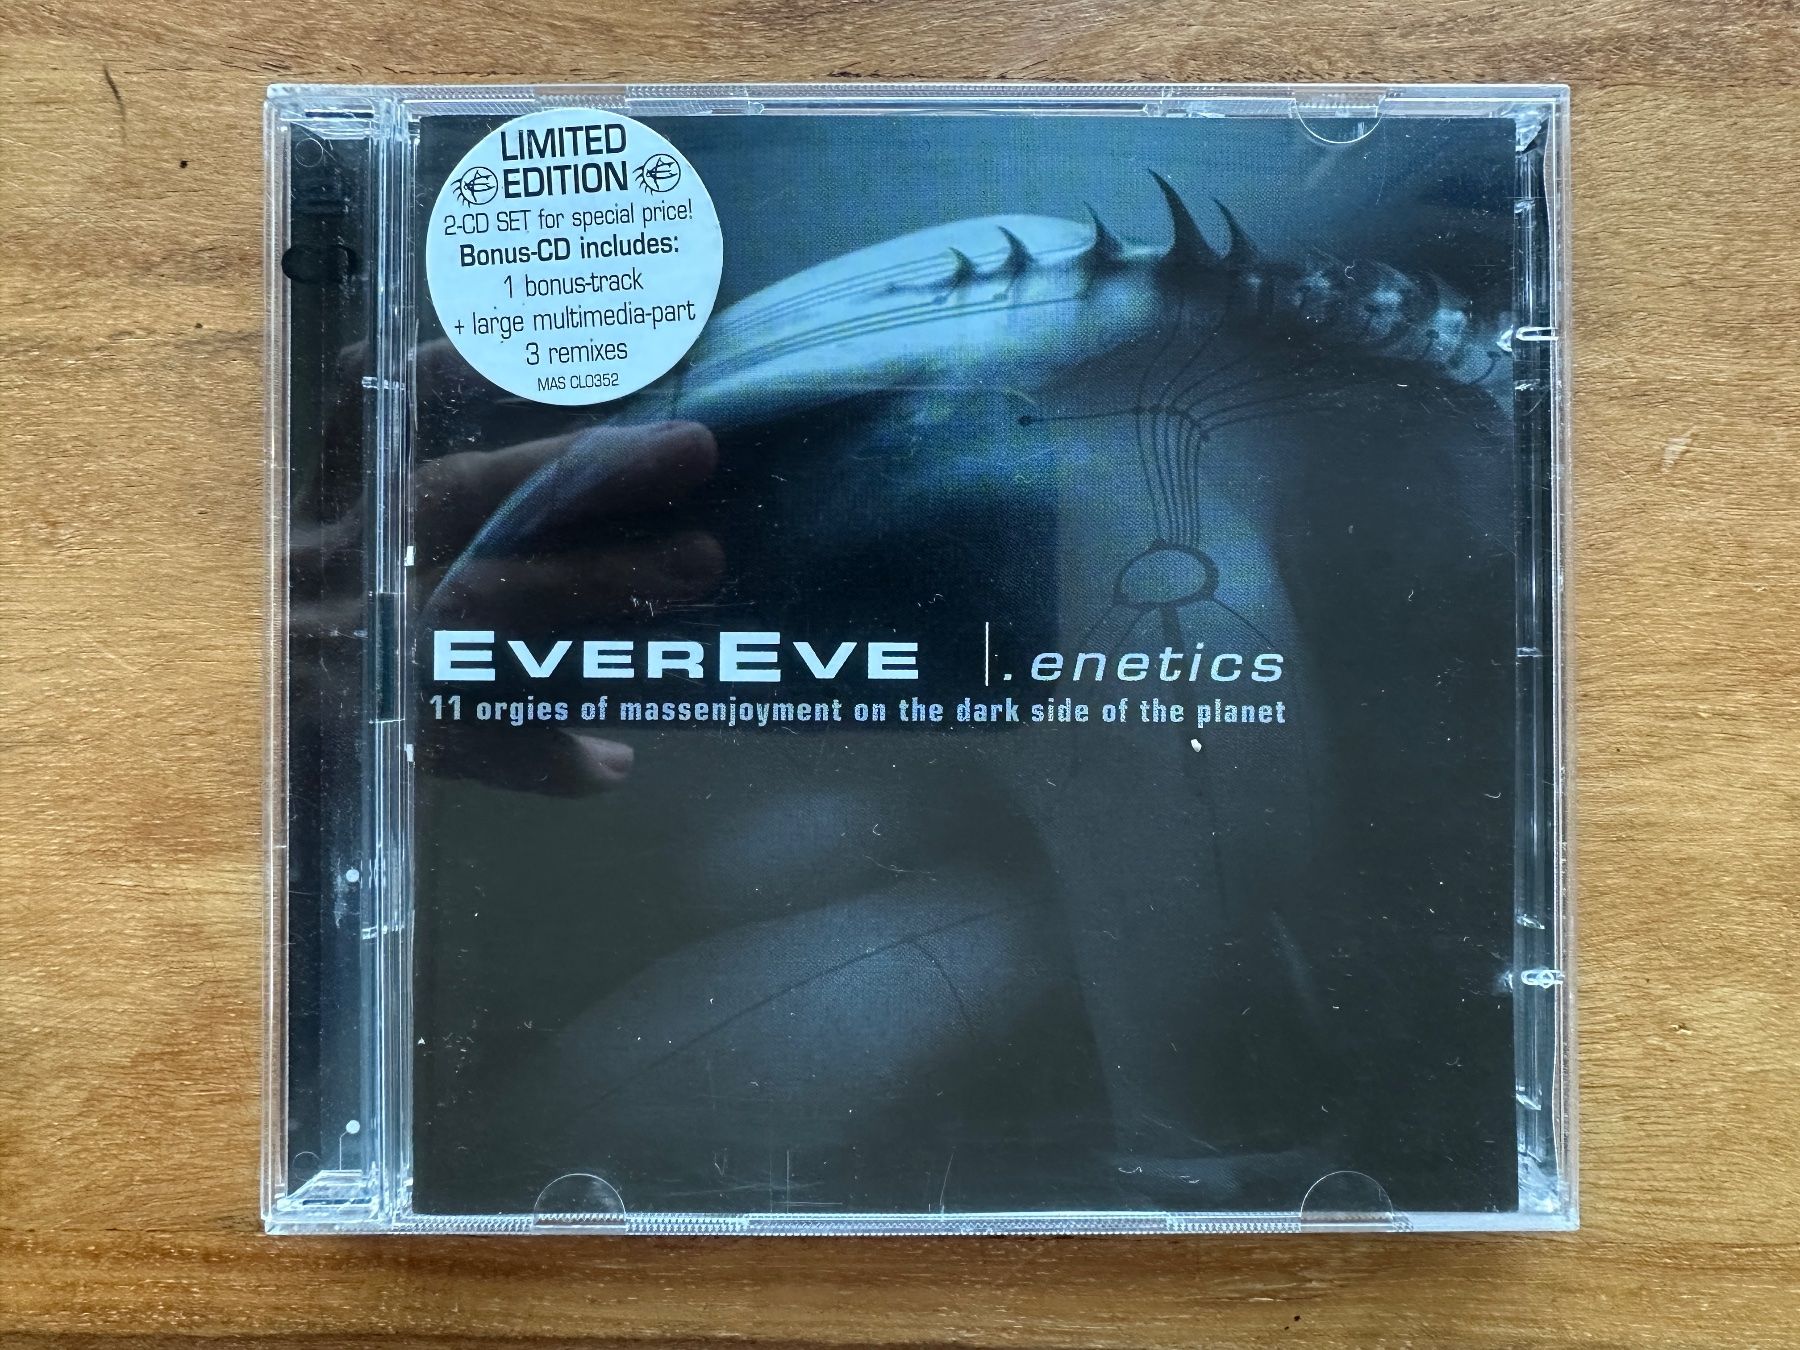 LIMITED
EDITION
2-CD SET for special price!
Bonus-CD includes:
1 bonus-track
+ large multimedia-part
3 remixes
MAS CL0352
EVEREVE | .enetics
11 orgies of massenjoyment on the dark side of the planet